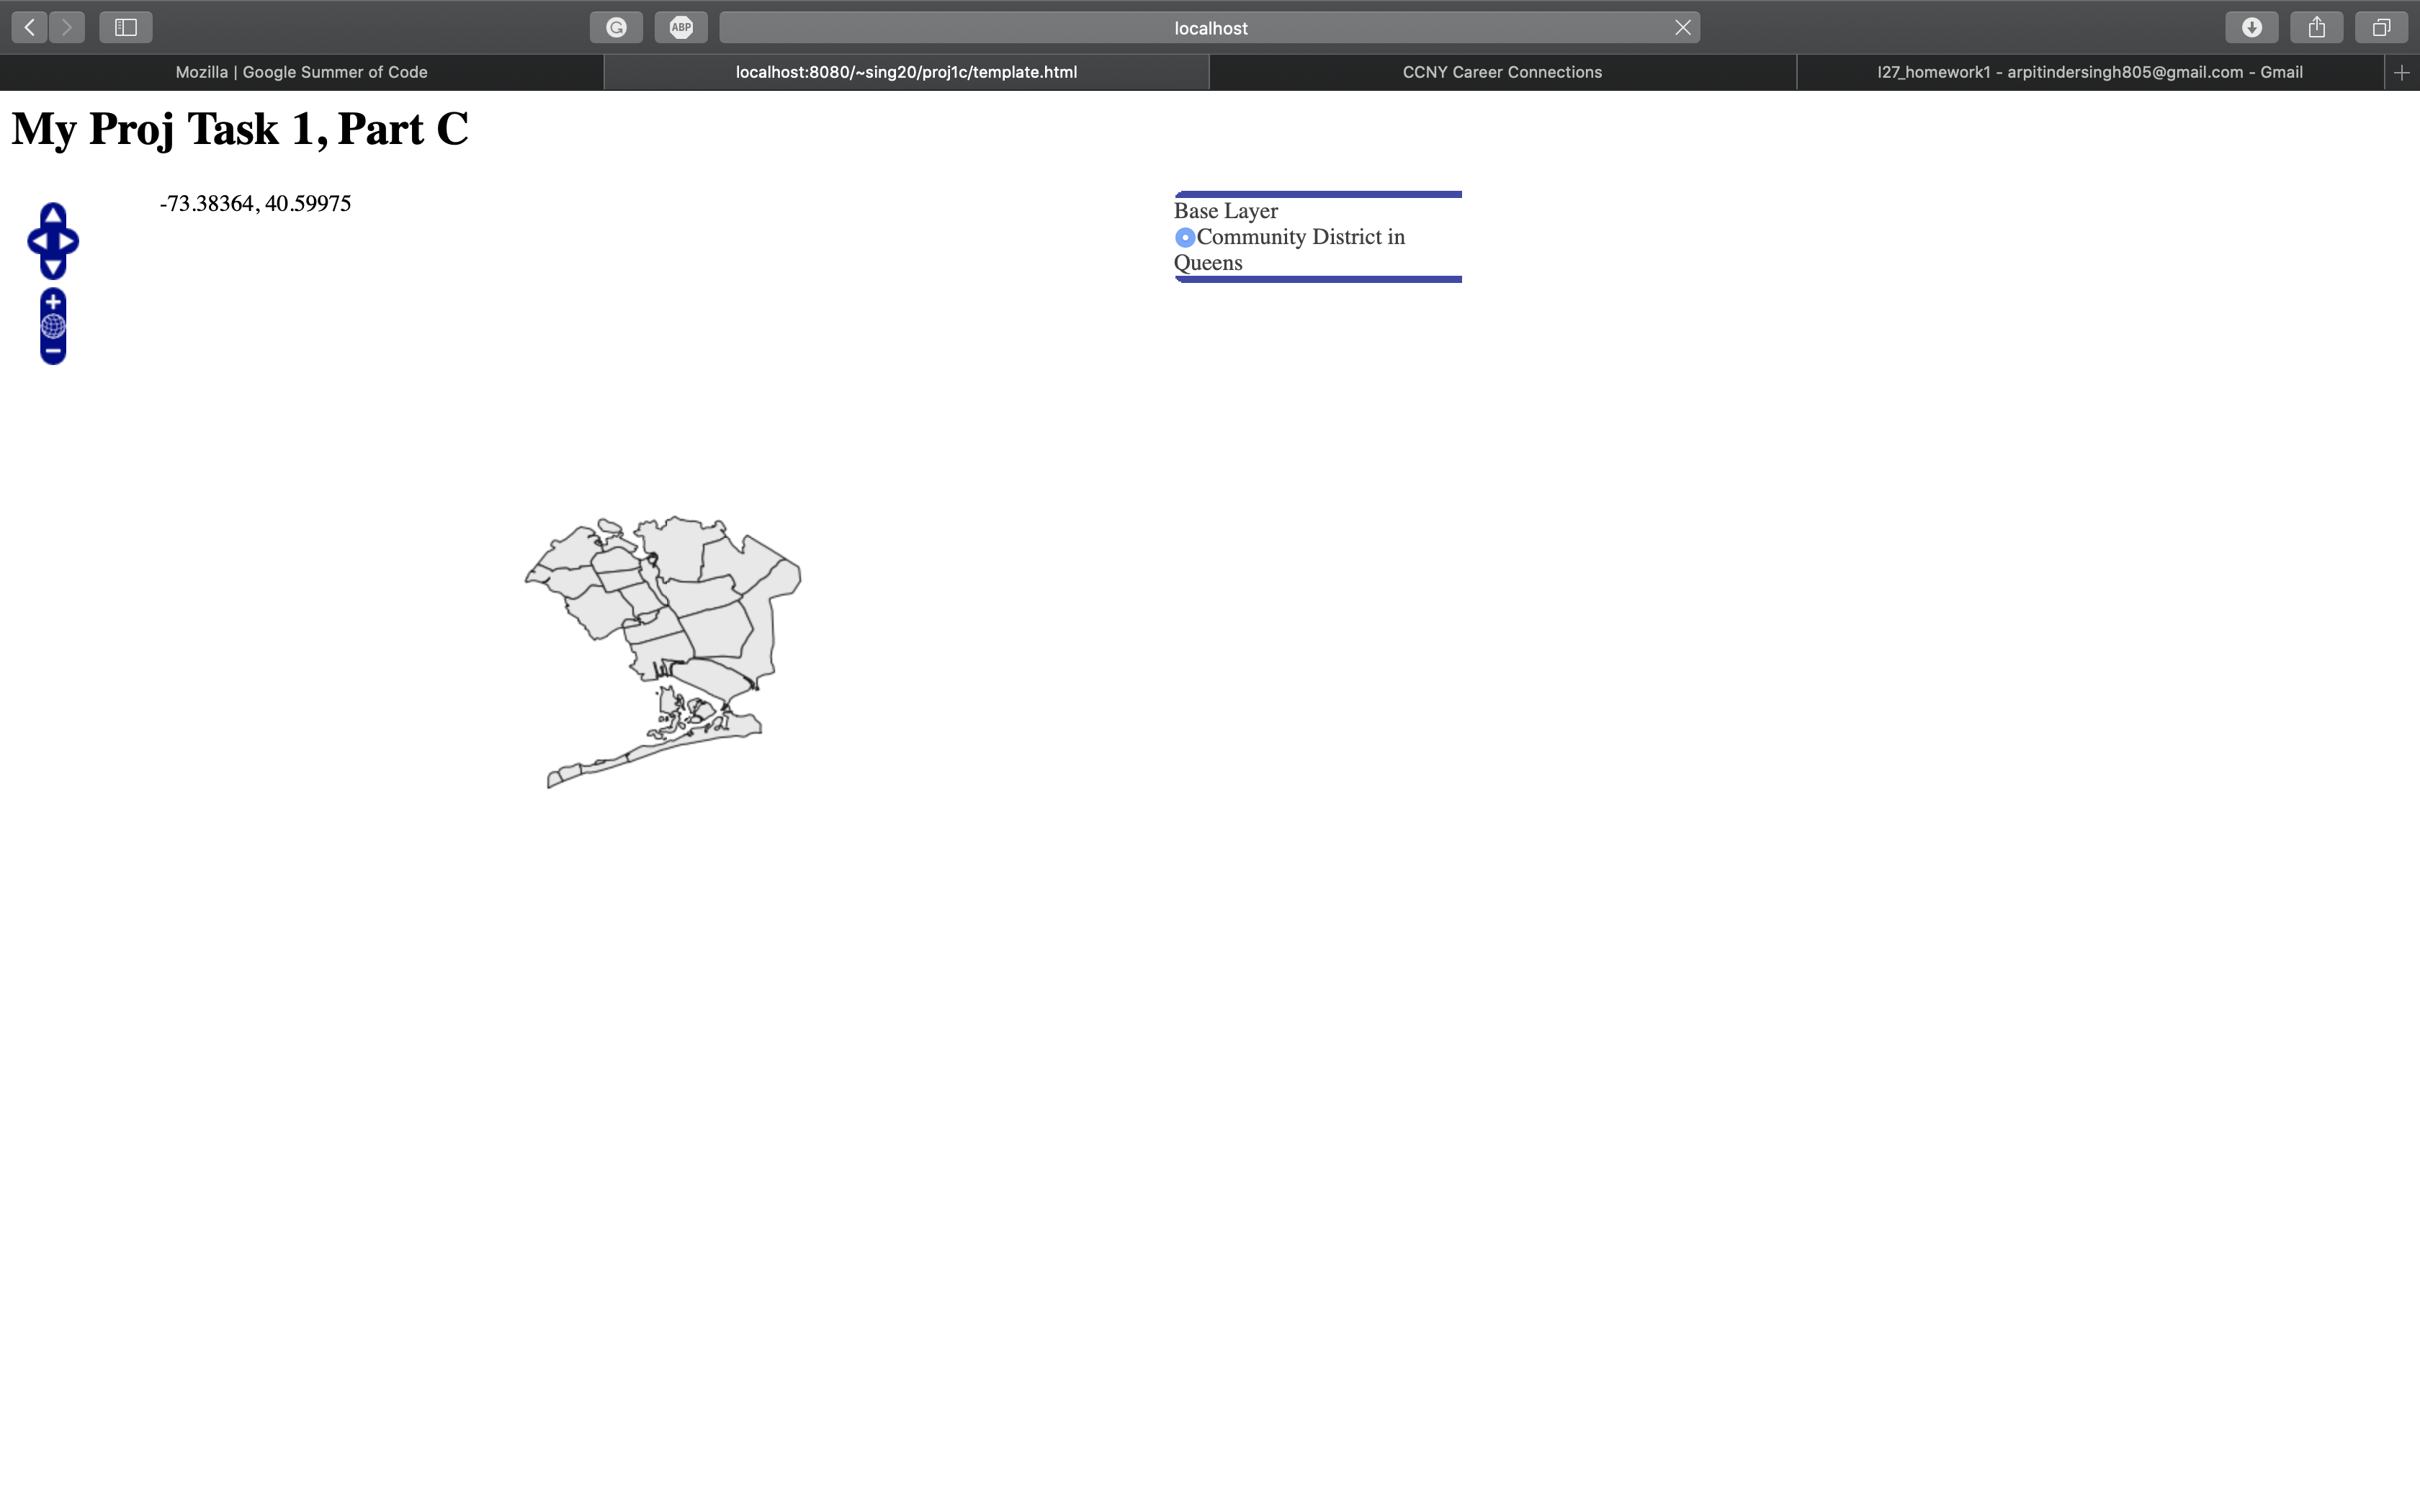 ABP
localhost
Mozilla | Google Summer of Code
localhost:8080/~sing20/proj1c/template.html
CCNY Career Connections
I27_homework1 - arpitindersingh805@gmail.com - Gmail
My Proj Task 1, Part C
-73.38364, 40.59975
Base Layer
Community District in
Queens